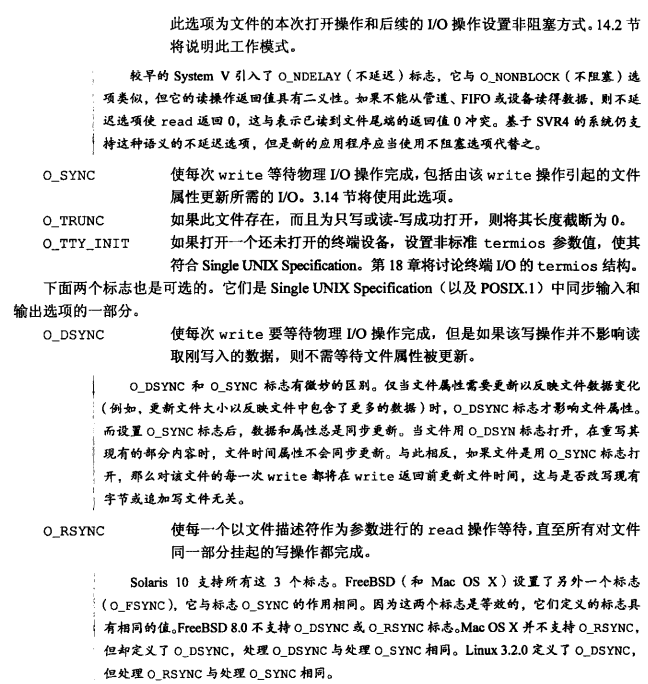 此选项为文件的本次打开操作和后续的 I/O 操作设置非阻塞方式。14.2 节
将说明此工作模式。
较早的 System V 引入了 O_NDELAY（不延迟）标志，它与 O_NONBLOCK（不阻塞）选
项类似，但它的读操作返回值具有二义性。如果不能从管道、FIFO 或设备读得数据，则不延
迟选项使 read 返回 0，这与表示已读到文件尾端的返回值 0 冲突。基于 SVR4 的系统仍支
持这种语义的不延迟选项，但是新的应用程序应当使用不阻塞选项代替之。
O_SYNC 使每次 write 等待物理 I/O 操作完成，包括由该 write 操作引起的文件
属性更新所需的 I/O。3.14 节将使用此选项。
O_TRUNC 如果此文件存在，而且为只写或读-写成功打开，则将其长度截断为 0。
O_TTY_INIT 如果打开一个还未打开的终端设备，设置非标准 termios 参数值，使其
符合 Single UNIX Specification。第 18 章将讨论终端 I/O 的 termios 结构。
下面两个标志也是可选的。它们是 Single UNIX Specification（以及 POSIX.1）中同步输入和
输出选项的一部分。
O_DSYNC 使每次 write 要等待物理 I/O 操作完成，但是如果该写操作并不影响读
取刚写入的数据，则不需等待文件属性被更新。
O_DSYNC 和 O_SYNC 标志有微妙的区别。仅当文件属性需要更新以反映文件数据变化
（例如，更新文件大小以反映文件中包含了更多的数据）时，O_DSYNC 标志才影响文件属性。
而设置 O_SYNC 标志后，数据和属性总是同步更新。当文件用 O_DSYN 标志打开，在重写其
现有的部分内容时，文件时间属性不会同步更新。与此相反，如果文件是用 O_SYNC 标志打
开，那么对该文件的每一次 write 都将在 write 返回前更新文件时间，这与是否改写现有
字节或追加写文件无关。
O_RSYNC 使每一个以文件描述符作为参数进行的 read 操作等待，直至所有对文件
同一部分挂起的写操作都完成。
Solaris 10 支持所有这 3 个标志。FreeBSD（和 Mac OS X）设置了另外一个标志
（O_FSYNC），它与标志 O_SYNC 的作用相同。因为这两个标志是等效的，它们定义的标志具
有相同的值。FreeBSD 8.0 不支持 O_DSYNC 或 O_RSYNC 标志。Mac OS X 并不支持 O_RSYNC，
但却定义了 O_DSYNC，处理 O_DSYNC 与处理 O_SYNC 相同。Linux 3.2.0 定义了 O_DSYNC，
但处理 O_RSYNC 与处理 O_SYNC 相同。